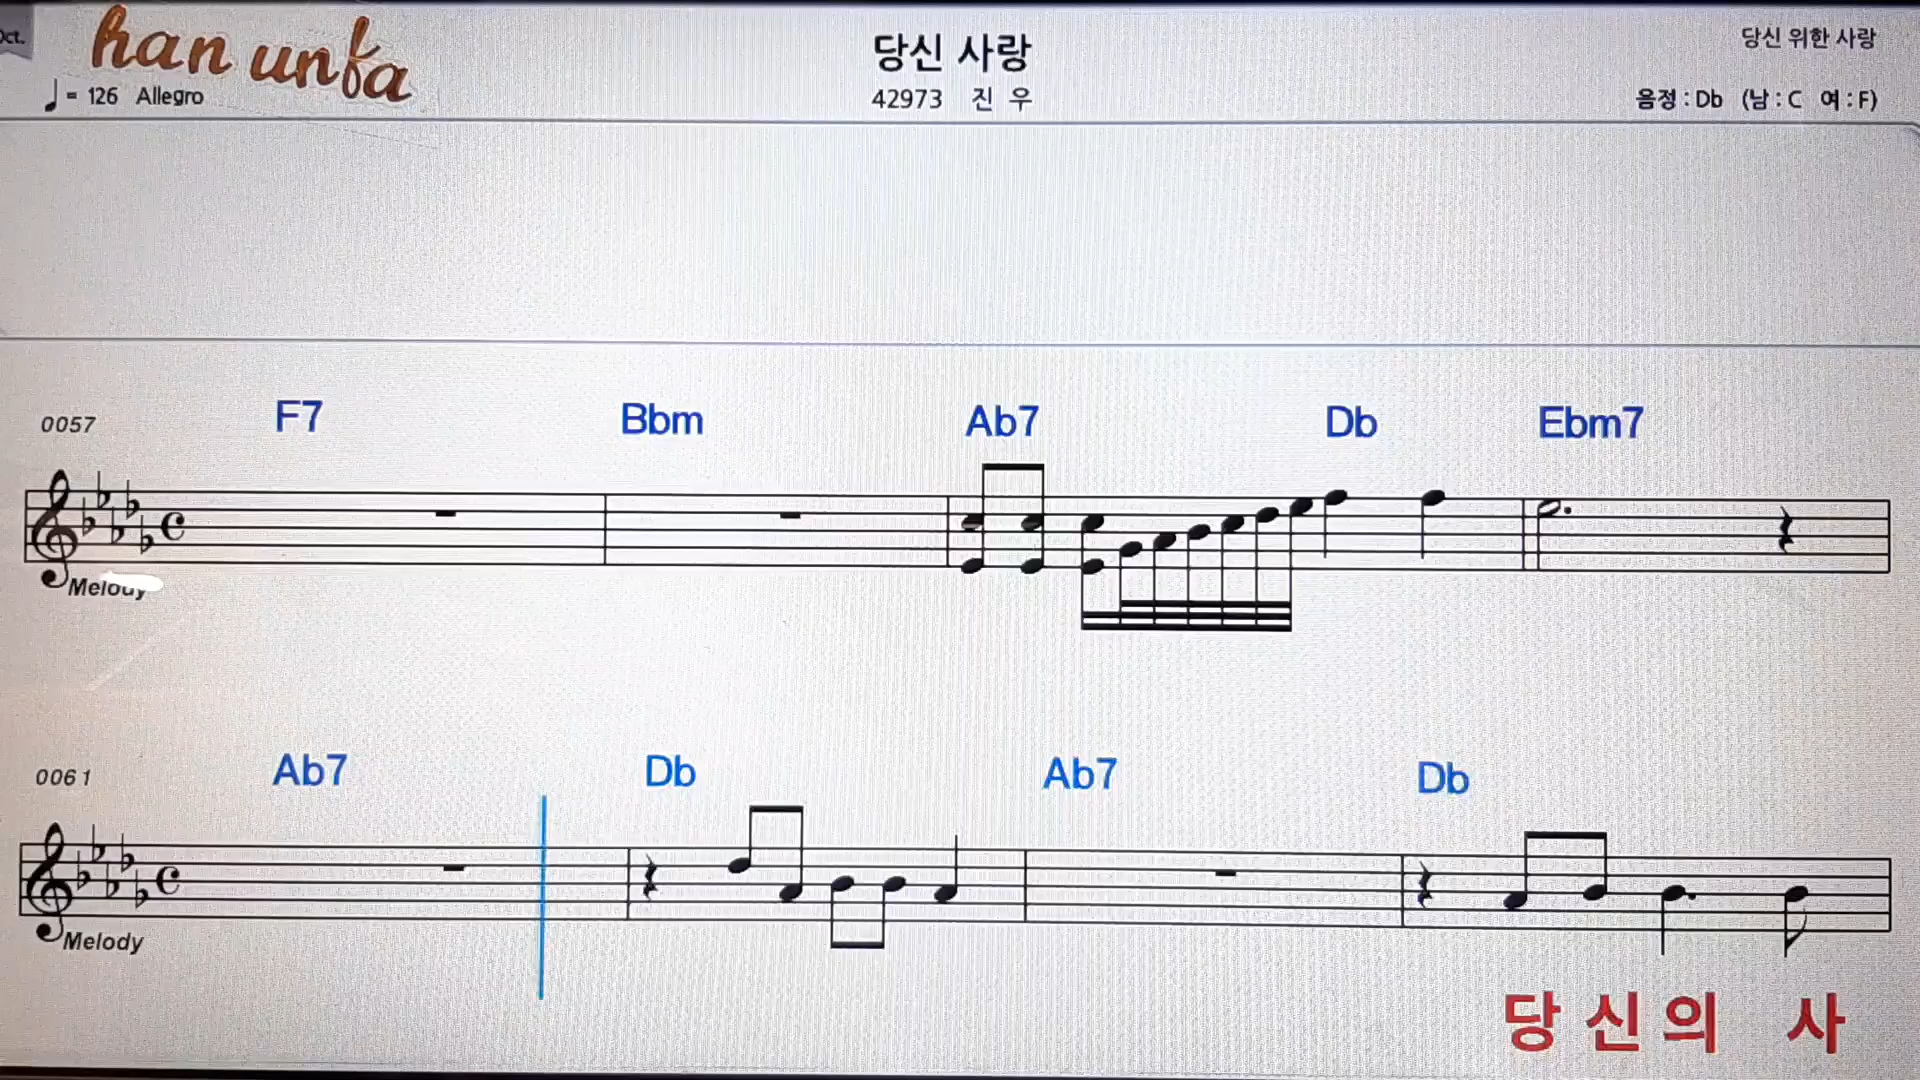 Oct.
han unfa
♩ = 126 Allegro
당신 사랑
42973 진 우
당신 위한 사랑
음정 : Db (남 : C 여 : F)
0057 F7 Bbm Ab7 Db Ebm7
Melody
0061 Ab7 Db Ab7 Db
Melody
당 신 의 사